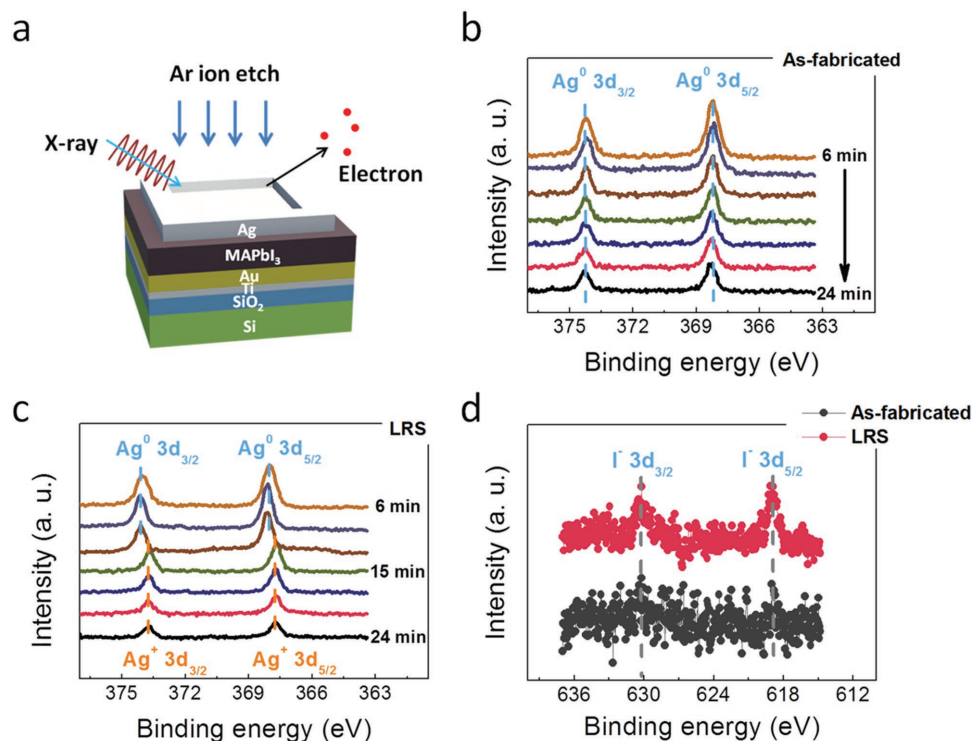 a
Ar ion etch
X-ray
Electron
Ag
MAPbI₃
Au
Ti
SiO₂
Si
b
As-fabricated
Ag⁰ 3d₃/₂ Ag⁰ 3d₅/₂
6 min
24 min
Intensity (a. u.)
375 372 369 366 363
Binding energy (eV)
c
LRS
Ag⁰ 3d₃/₂ Ag⁰ 3d₅/₂
6 min
15 min
24 min
Ag⁺ 3d₃/₂ Ag⁺ 3d₅/₂
Intensity (a. u.)
375 372 369 366 363
Binding energy (eV)
d
As-fabricated
LRS
I⁻ 3d₃/₂ I⁻ 3d₅/₂
Intensity (a. u.)
636 630 624 618 612
Binding energy (eV)